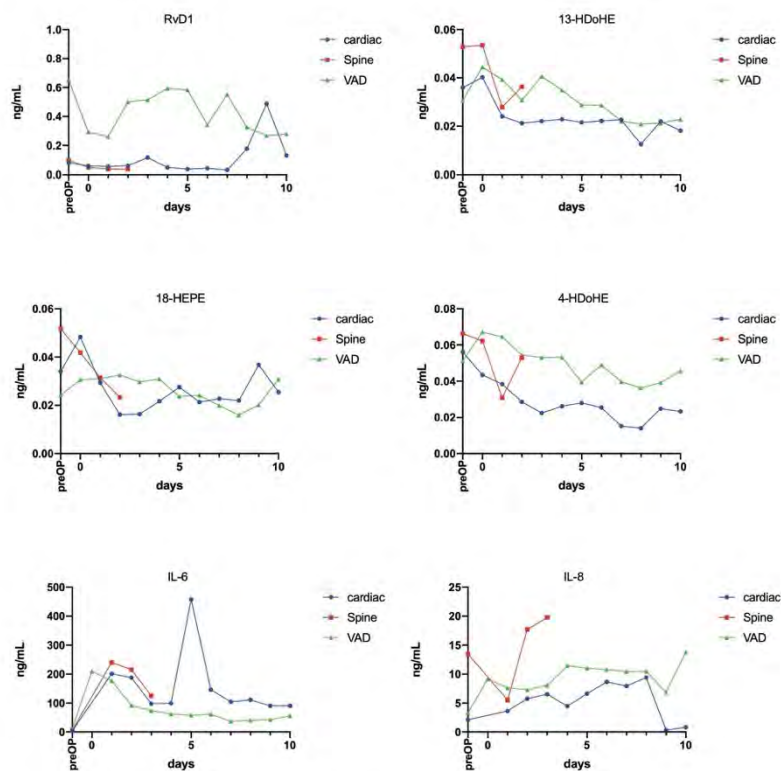 RvD1
1.0
0.8
0.6
0.4
0.2
0.0
ng/mL
preOP
0
5
10
days
cardiac
Spine
VAD
13-HDoHE
0.06
0.04
0.02
0.00
ng/mL
preOP
0
5
10
days
cardiac
Spine
VAD
18-HEPE
0.06
0.04
0.02
0.00
ng/mL
preOP
0
5
10
days
cardiac
Spine
VAD
4-HDoHE
0.08
0.06
0.04
0.02
0.00
ng/mL
preOP
0
5
10
days
cardiac
Spine
VAD
IL-6
500
400
300
200
100
0
ng/mL
preOP
0
5
10
days
cardiac
Spine
VAD
IL-8
25
20
15
10
5
0
ng/mL
preOP
0
5
10
days
cardiac
Spine
VAD